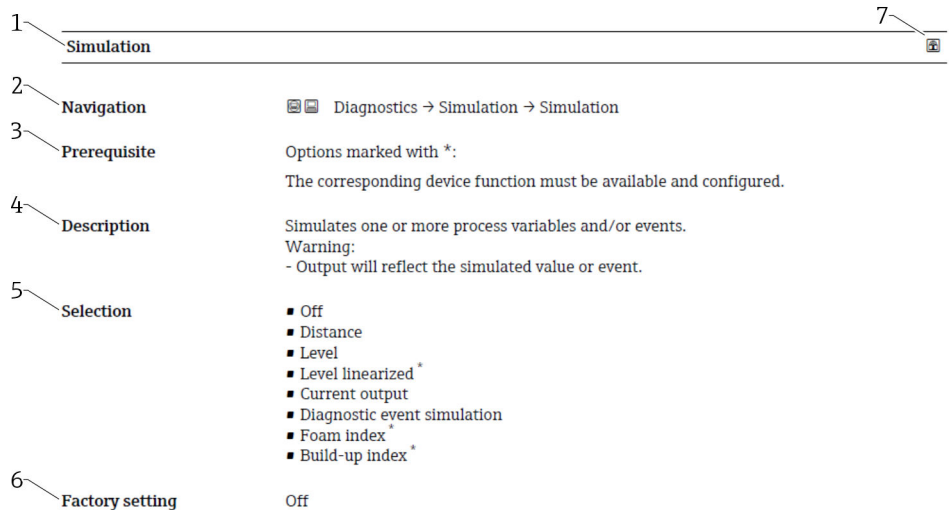 1 7
Simulation
2
Navigation Diagnostics → Simulation → Simulation
3
Prerequisite Options marked with *:
The corresponding device function must be available and configured.
4
Description Simulates one or more process variables and/or events.
Warning:
- Output will reflect the simulated value or event.
5
Selection ▪ Off
▪ Distance
▪ Level
▪ Level linearized *
▪ Current output
▪ Diagnostic event simulation
▪ Foam index *
▪ Build-up index *
6
Factory setting Off